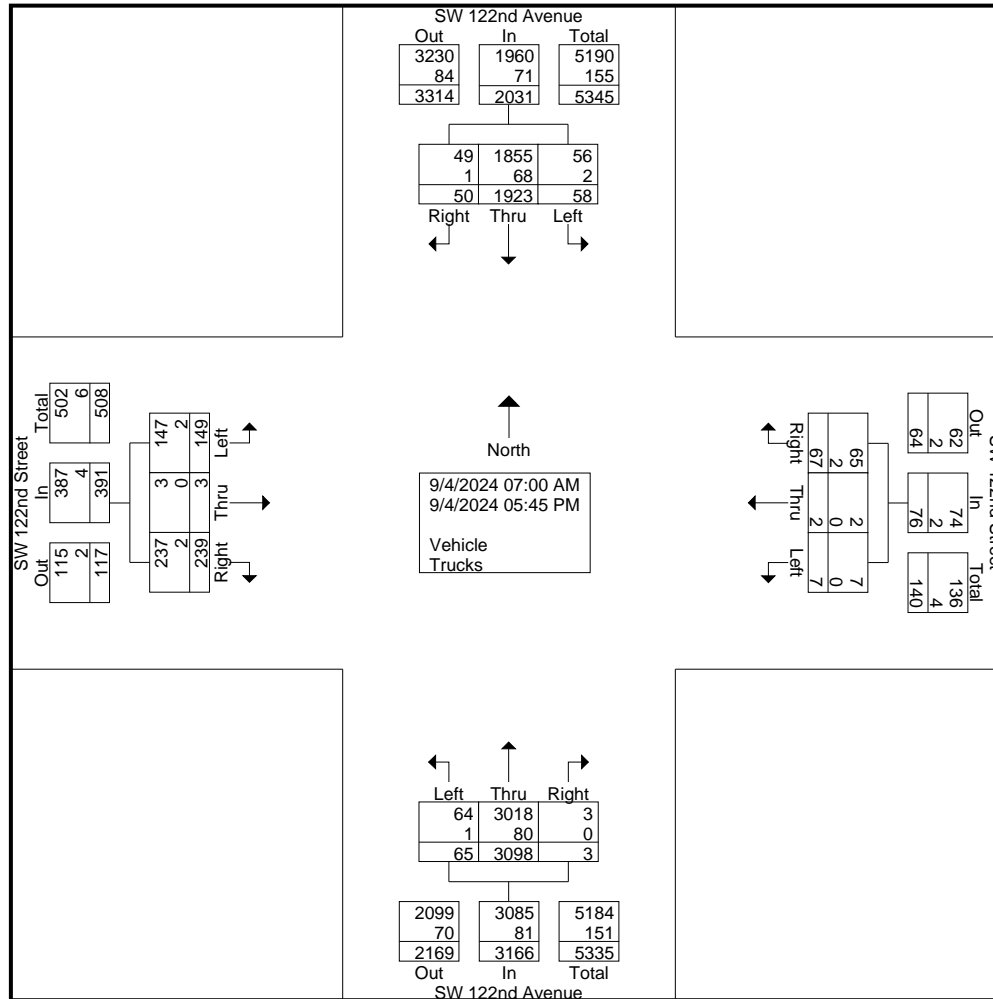 SW 122nd Avenue
Out In Total
3230 1960 5190
84 71 155
3314 2031 5345
49 1855 56
1 68 2
50 1923 58
Right Thru Left
SW 122nd Street
Total In Out
502 387 115
6 4 2
508 391 117
147 3 237
2 0 2
149 3 239
Left Thru Right
North
9/4/2024 07:00 AM
9/4/2024 05:45 PM
Vehicle
Trucks
SW 122nd Street
Out In Total
62 74 136
2 2 4
64 76 140
65 2 7
2 0 0
67 2 7
Right Thru Left
Left Thru Right
64 3018 3
1 80 0
65 3098 3
2099 3085 5184
70 81 151
2169 3166 5335
Out In Total
SW 122nd Avenue